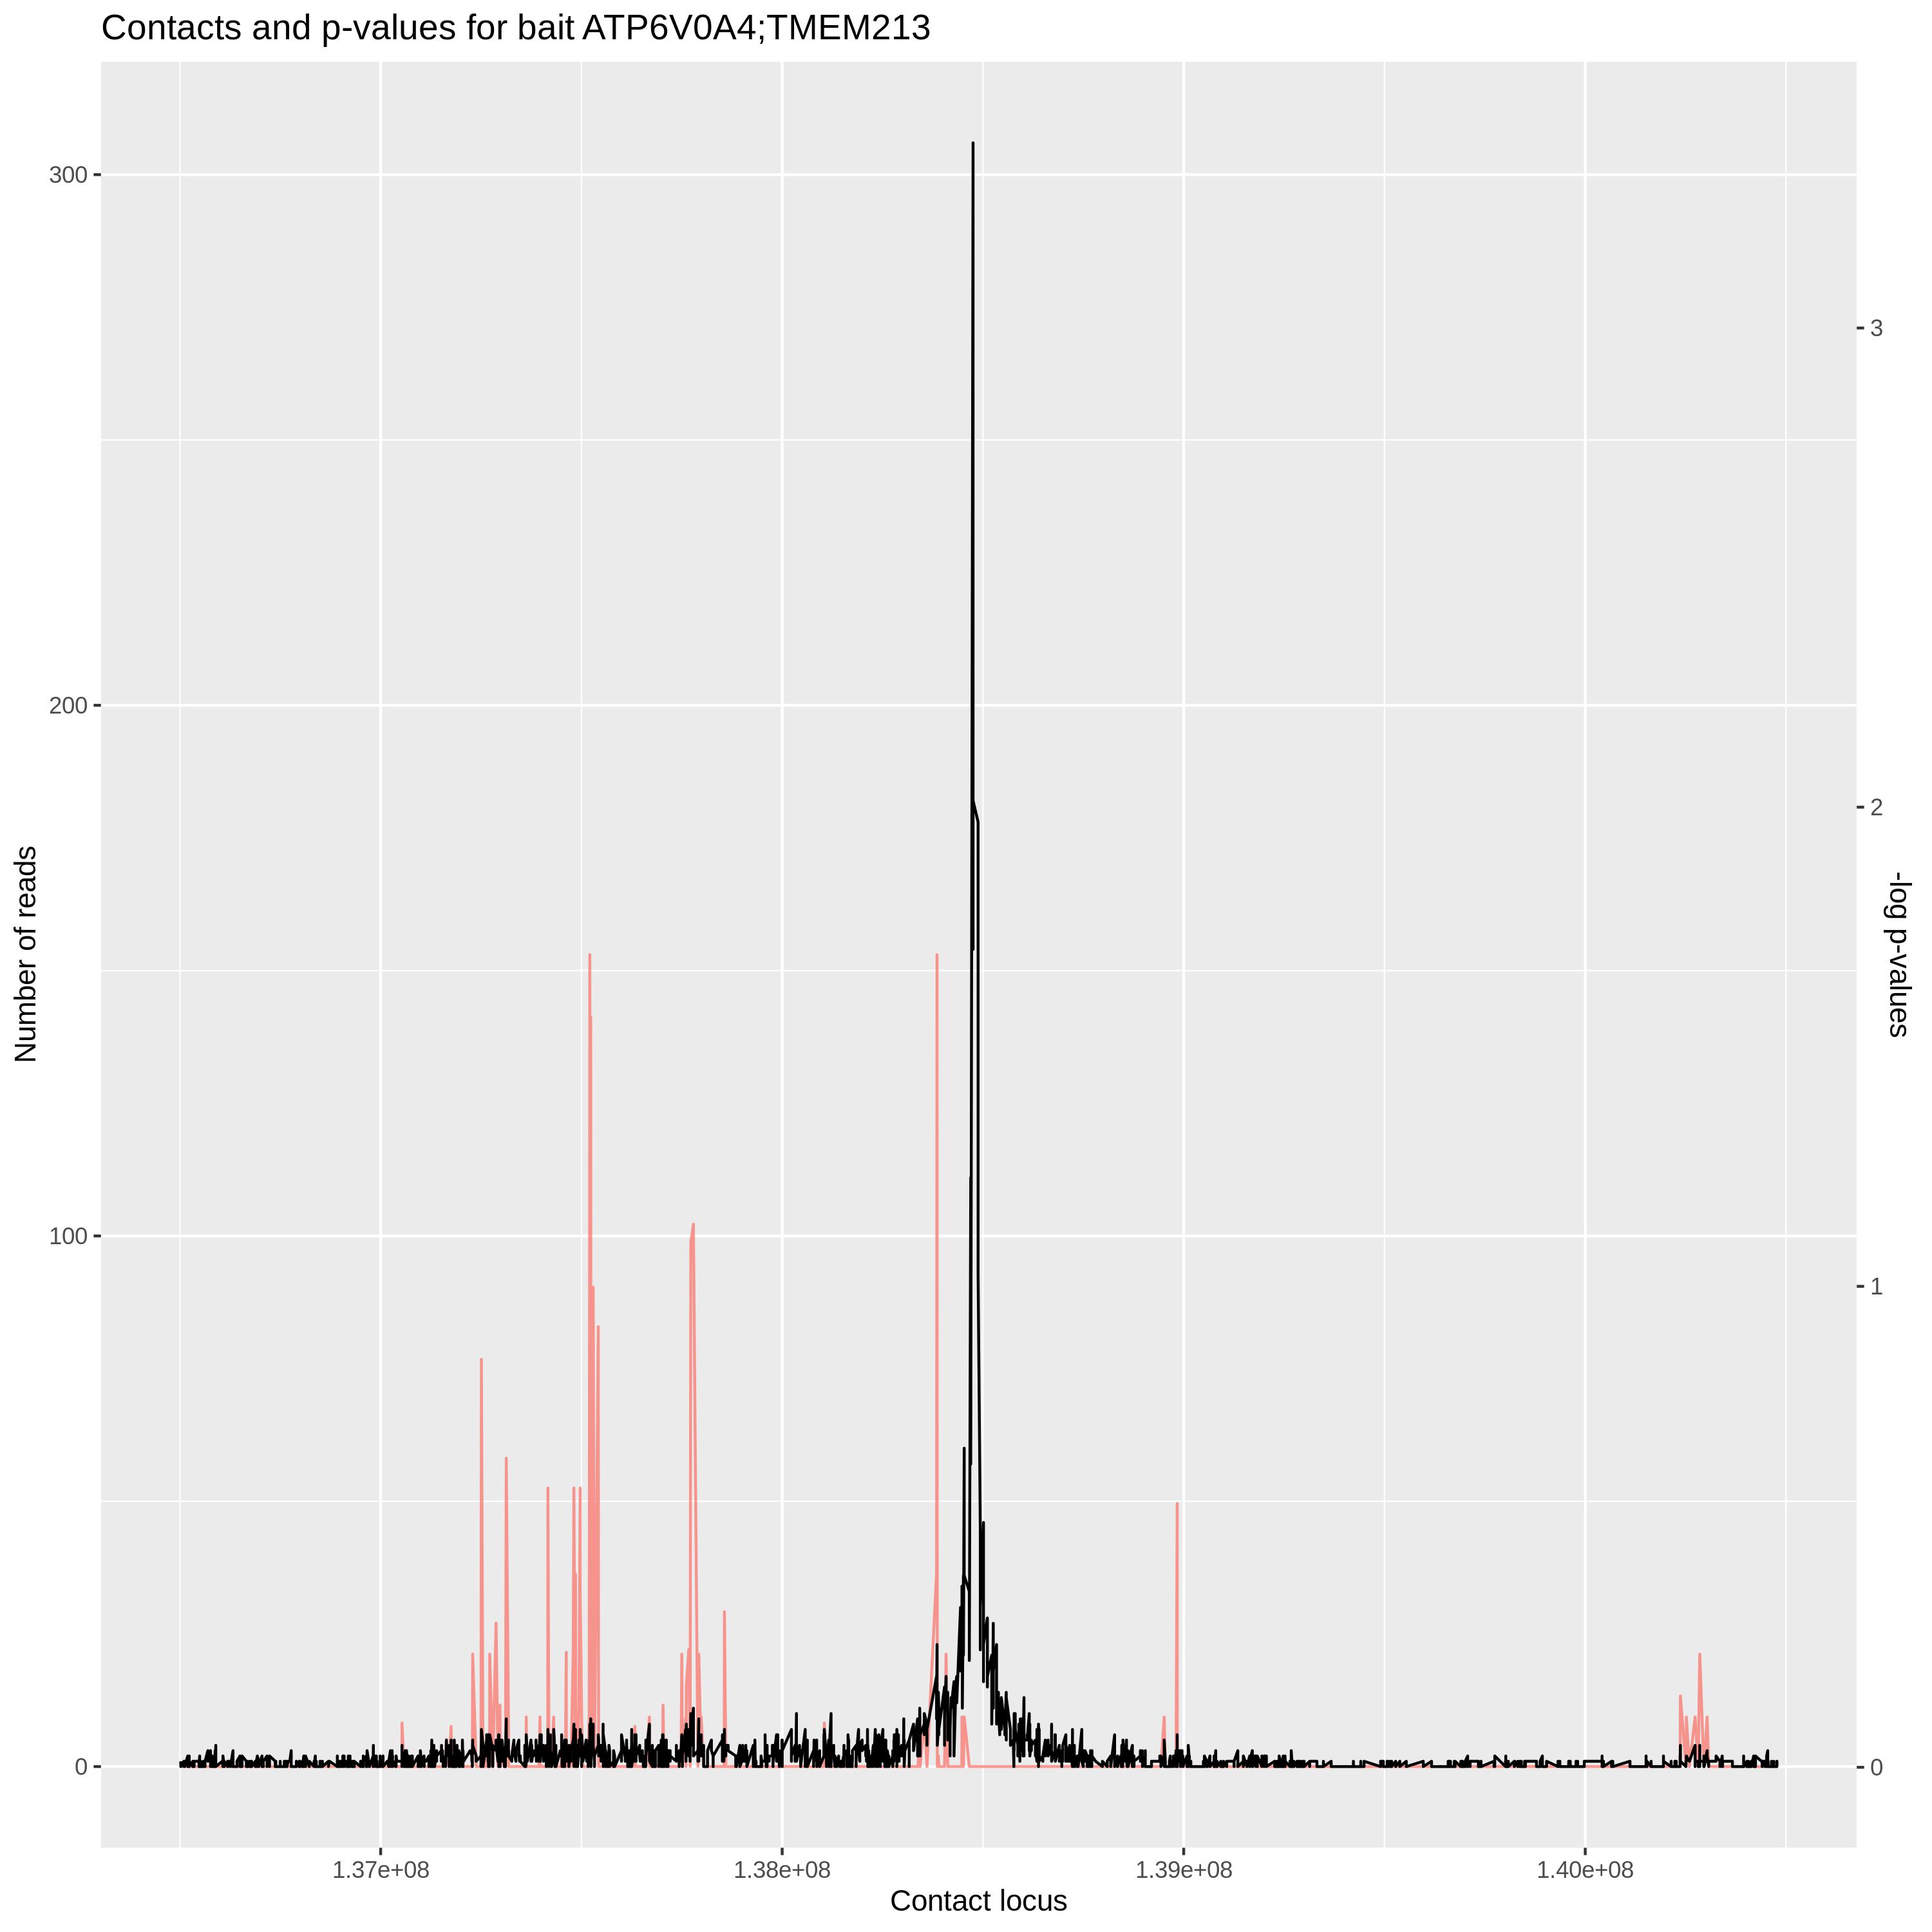 Contacts and p-values for bait ATP6V0A4;TMEM213
300
200
100
0
Number of reads
3
2
1
0
-log p-values
1.37e+08
1.38e+08
1.39e+08
1.40e+08
Contact locus